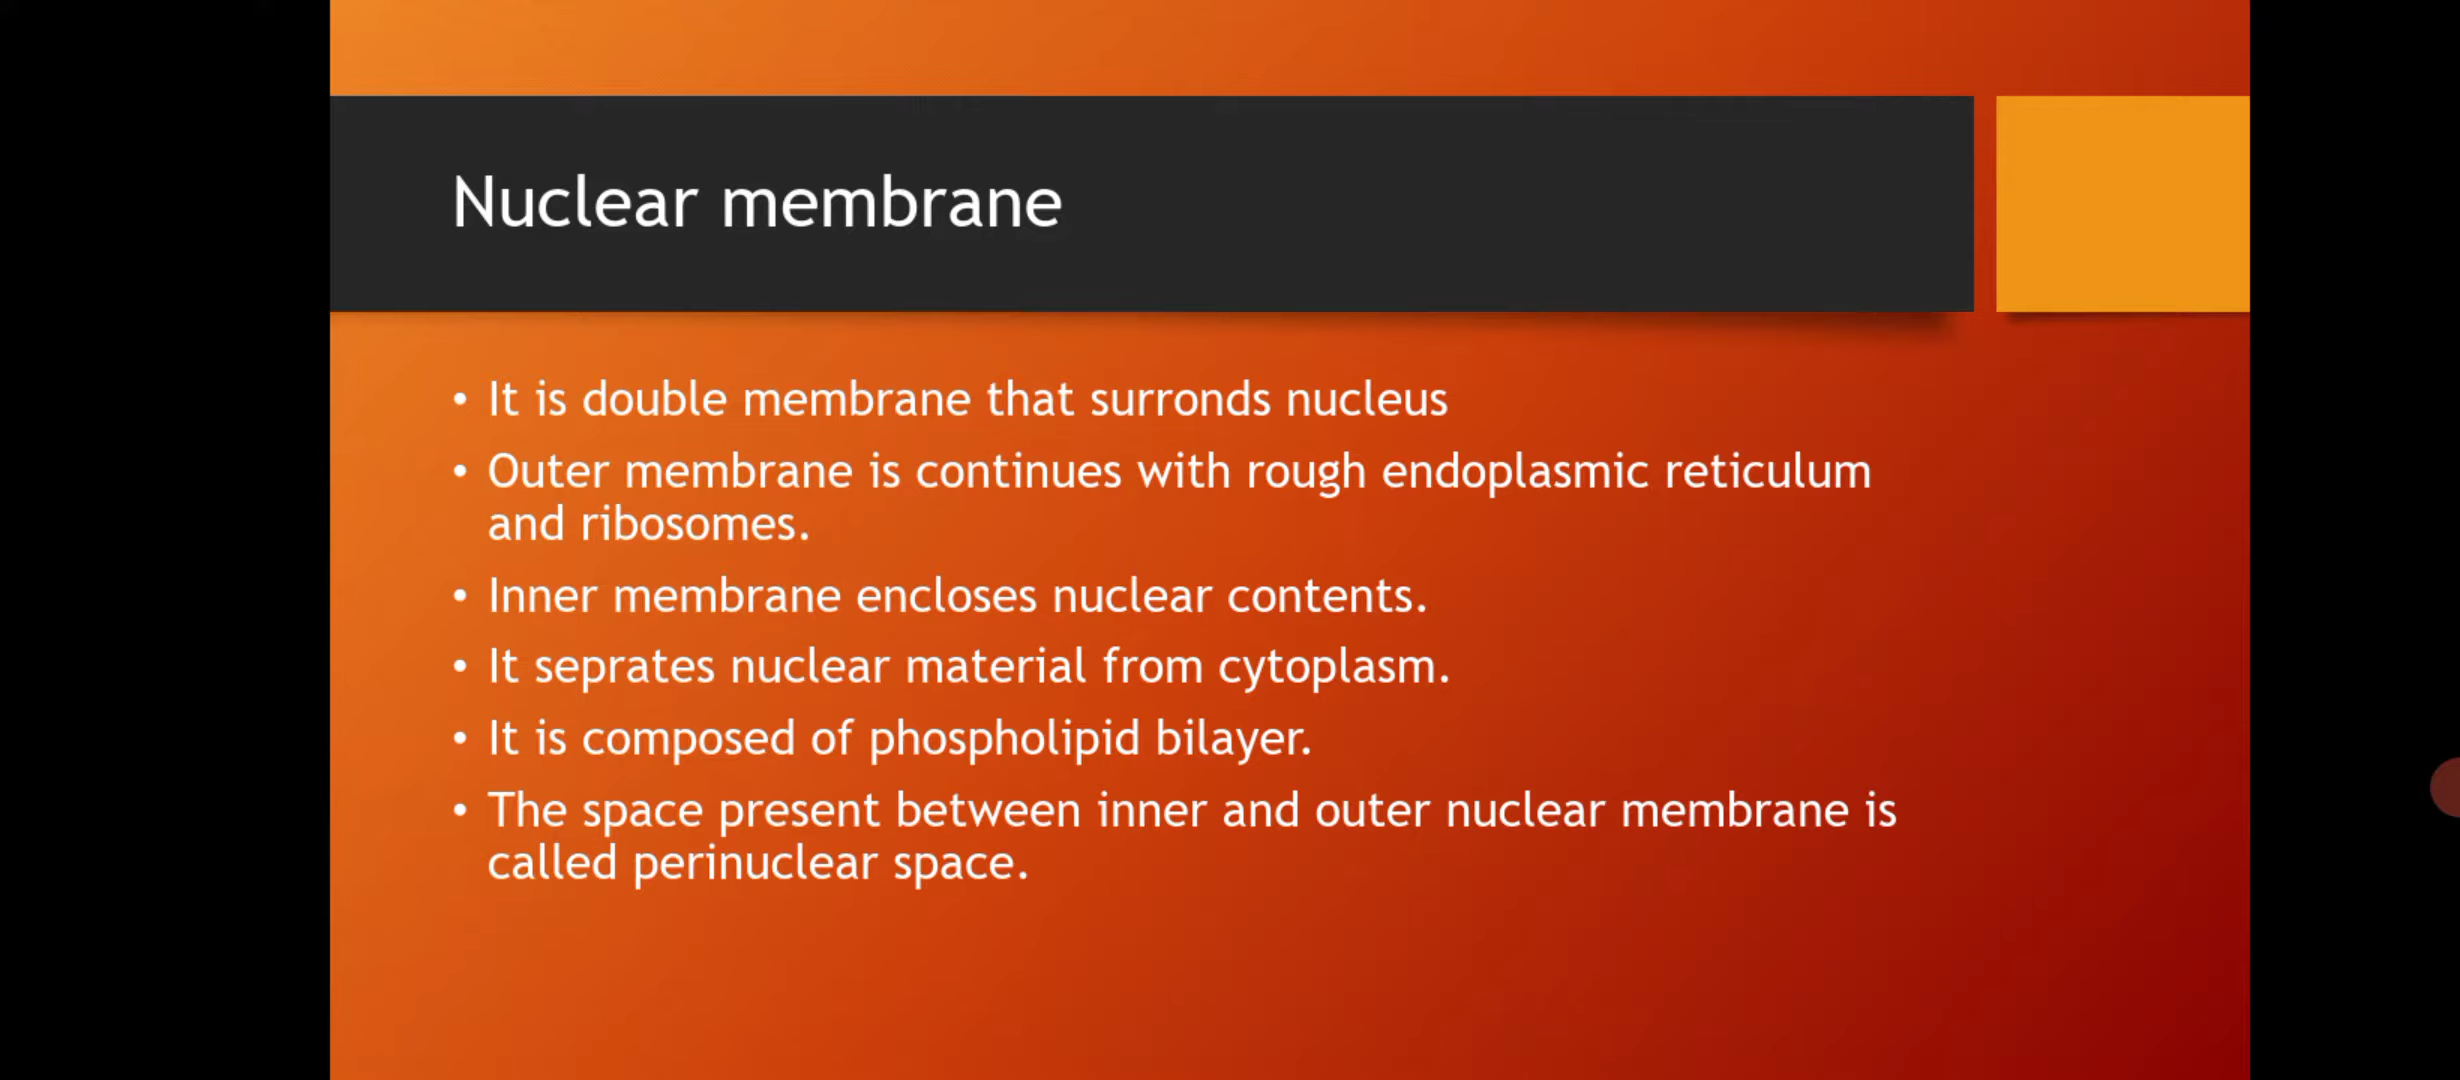 Nuclear membrane
• It is double membrane that surronds nucleus
• Outer membrane is continues with rough endoplasmic reticulum
and ribosomes.
• Inner membrane encloses nuclear contents.
• It seprates nuclear material from cytoplasm.
• It is composed of phospholipid bilayer.
• The space present between inner and outer nuclear membrane is
called perinuclear space.